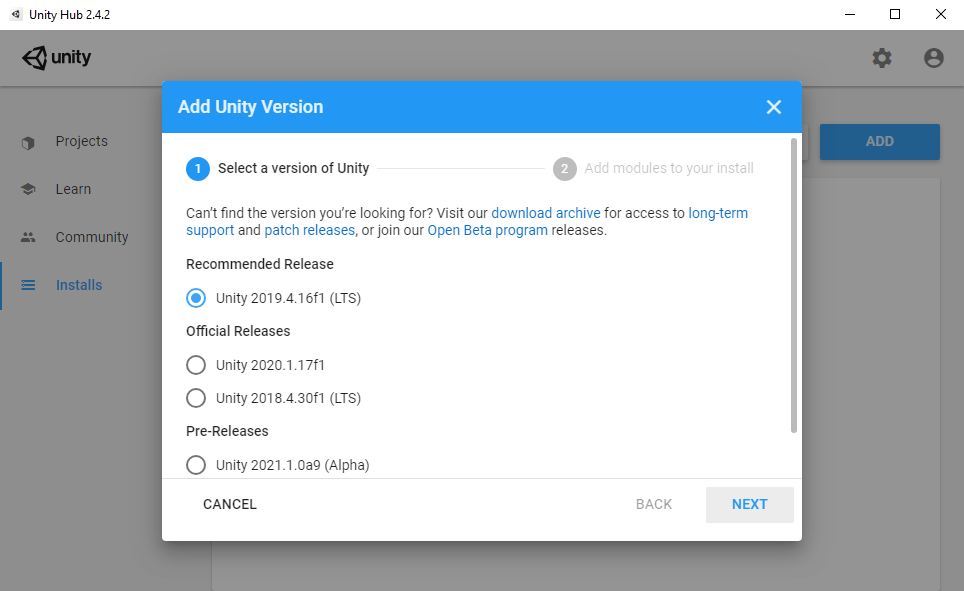 Unity Hub 2.4.2
unity
Add Unity Version
Projects
Learn
Community
Installs
ADD
1 Select a version of Unity
2 Add modules to your install
Can’t find the version you’re looking for? Visit our download archive for access to long-term
support and patch releases, or join our Open Beta program releases.
Recommended Release
Unity 2019.4.16f1 (LTS)
Official Releases
Unity 2020.1.17f1
Unity 2018.4.30f1 (LTS)
Pre-Releases
Unity 2021.1.0a9 (Alpha)
CANCEL
BACK
NEXT